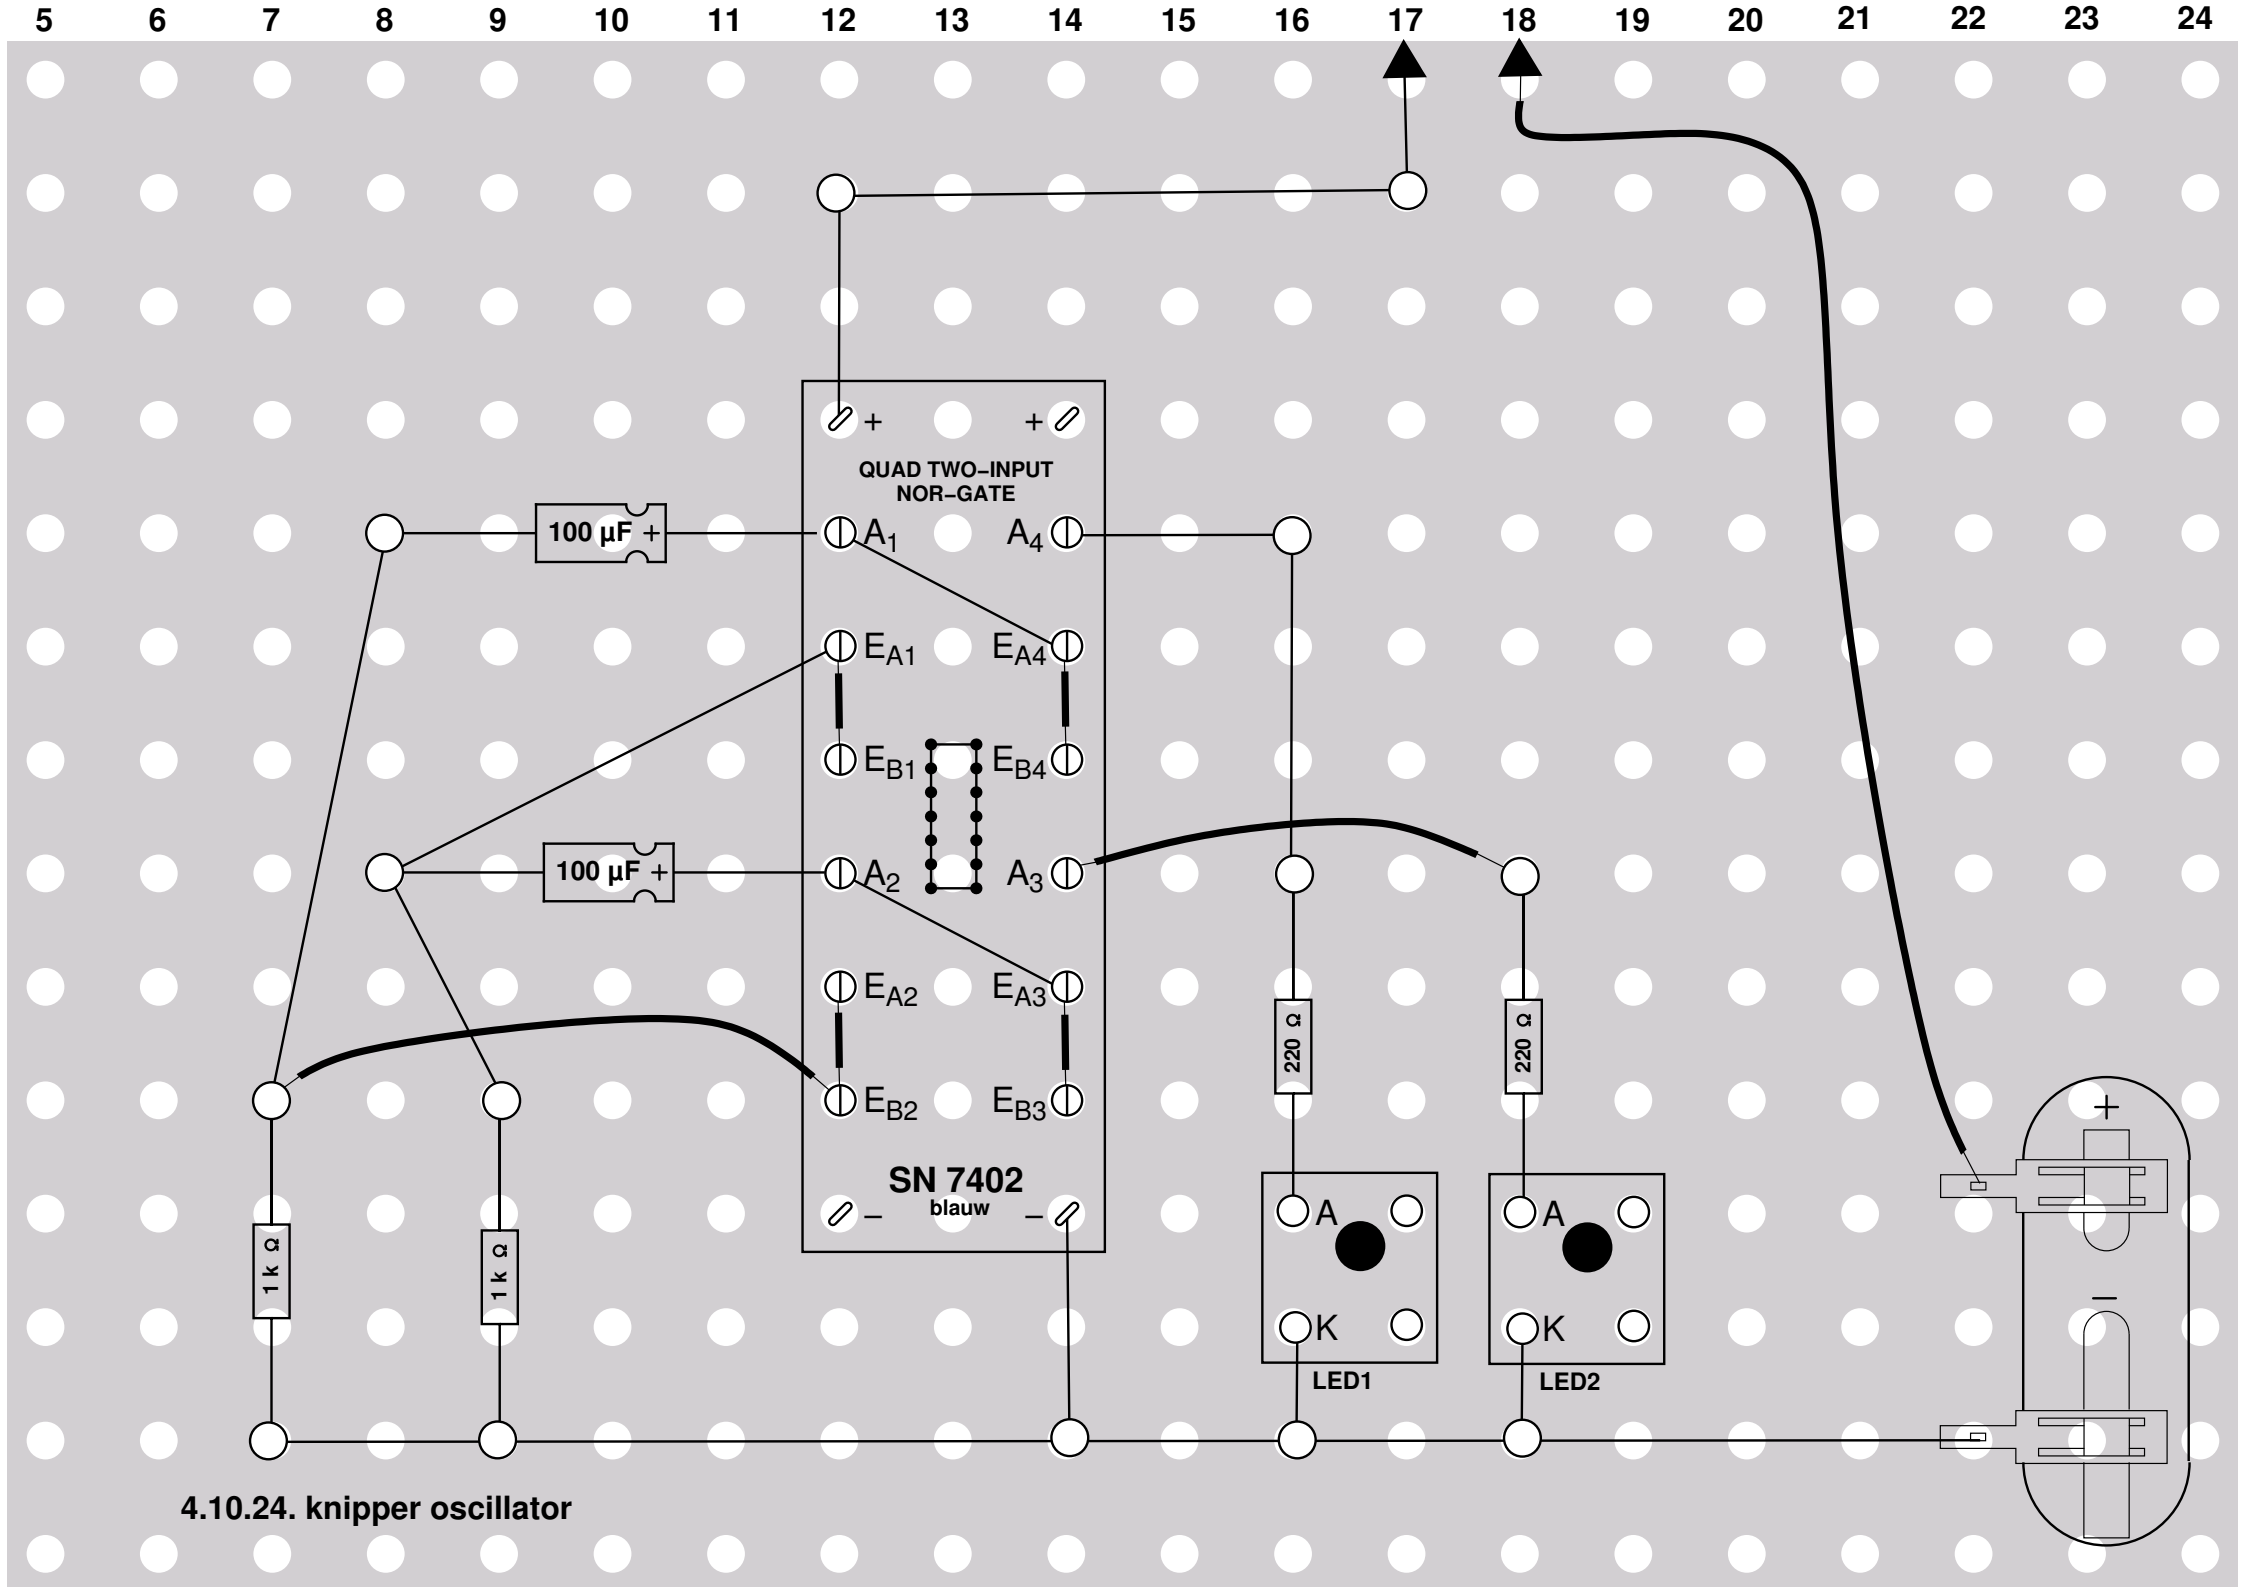 5 6 7 8 9 10 11 12 13 14 15 16 17 18 19 20 21 22 23 24
+ +
QUAD TWO–INPUT
NOR–GATE
100 µF +
A1 A4
EA1 EA4
EB1 EB4
100 µF +
A2 A3
EA2 EA3
220 Ω
220 Ω
EB2 EB3
+
SN 7402
blauw
– –
A
A
1 k Ω
1 k Ω
–
K
K
LED1
LED2
4.10.24. knipper oscillator